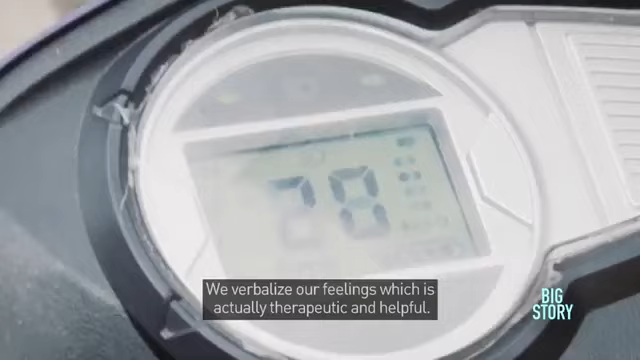 We verbalize our feelings which is
actually therapeutic and helpful.
BIG
STORY